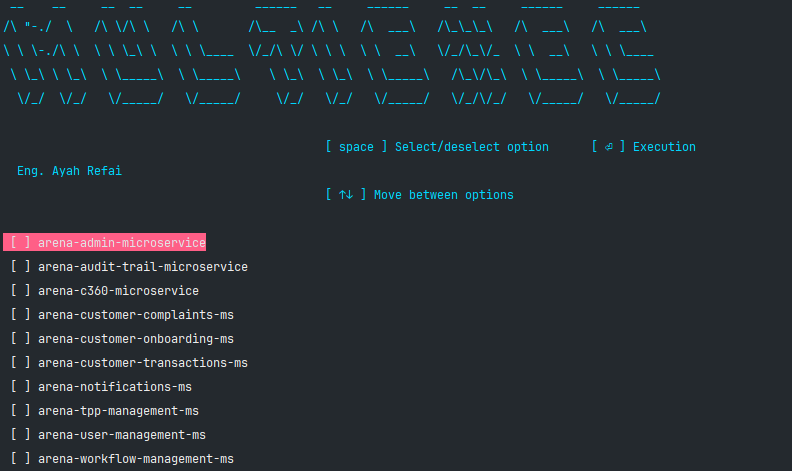 MULTIEXEC
[ space ] Select/deselect option [ ⏎ ] Execution
Eng. Ayah Refai
[ ↑↓ ] Move between options
[ ] arena-admin-microservice
[ ] arena-audit-trail-microservice
[ ] arena-c360-microservice
[ ] arena-customer-complaints-ms
[ ] arena-customer-onboarding-ms
[ ] arena-customer-transactions-ms
[ ] arena-notifications-ms
[ ] arena-tpp-management-ms
[ ] arena-user-management-ms
[ ] arena-workflow-management-ms